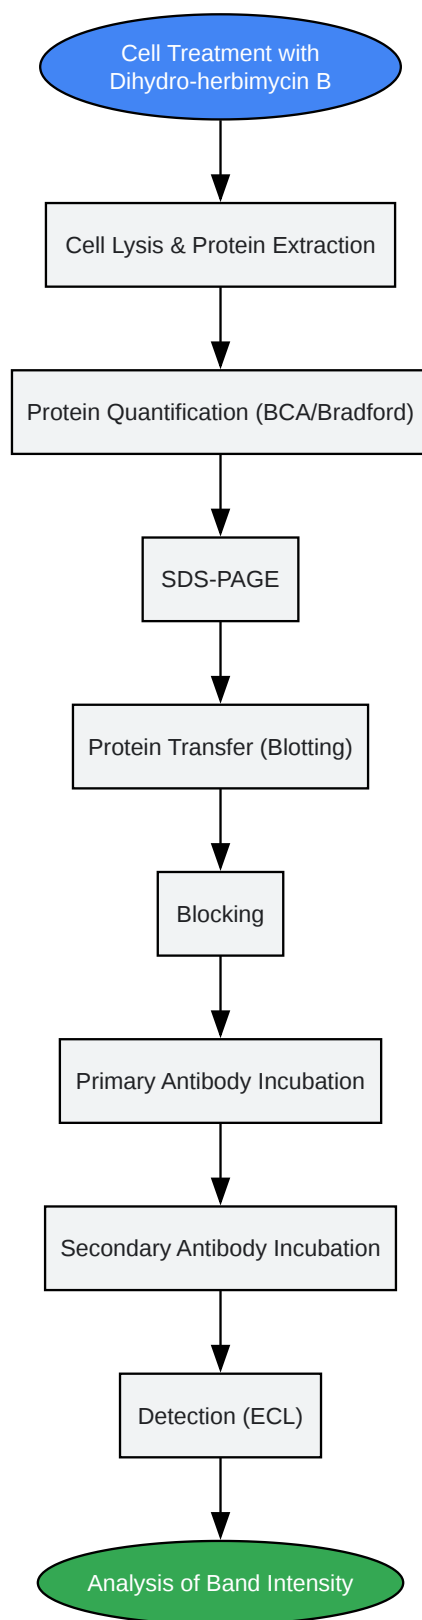 Cell Treatment with
Dihydro-herbimycin B
Cell Lysis & Protein Extraction
Protein Quantification (BCA/Bradford)
SDS-PAGE
Protein Transfer (Blotting)
Blocking
Primary Antibody Incubation
Secondary Antibody Incubation
Detection (ECL)
Analysis of Band Intensity